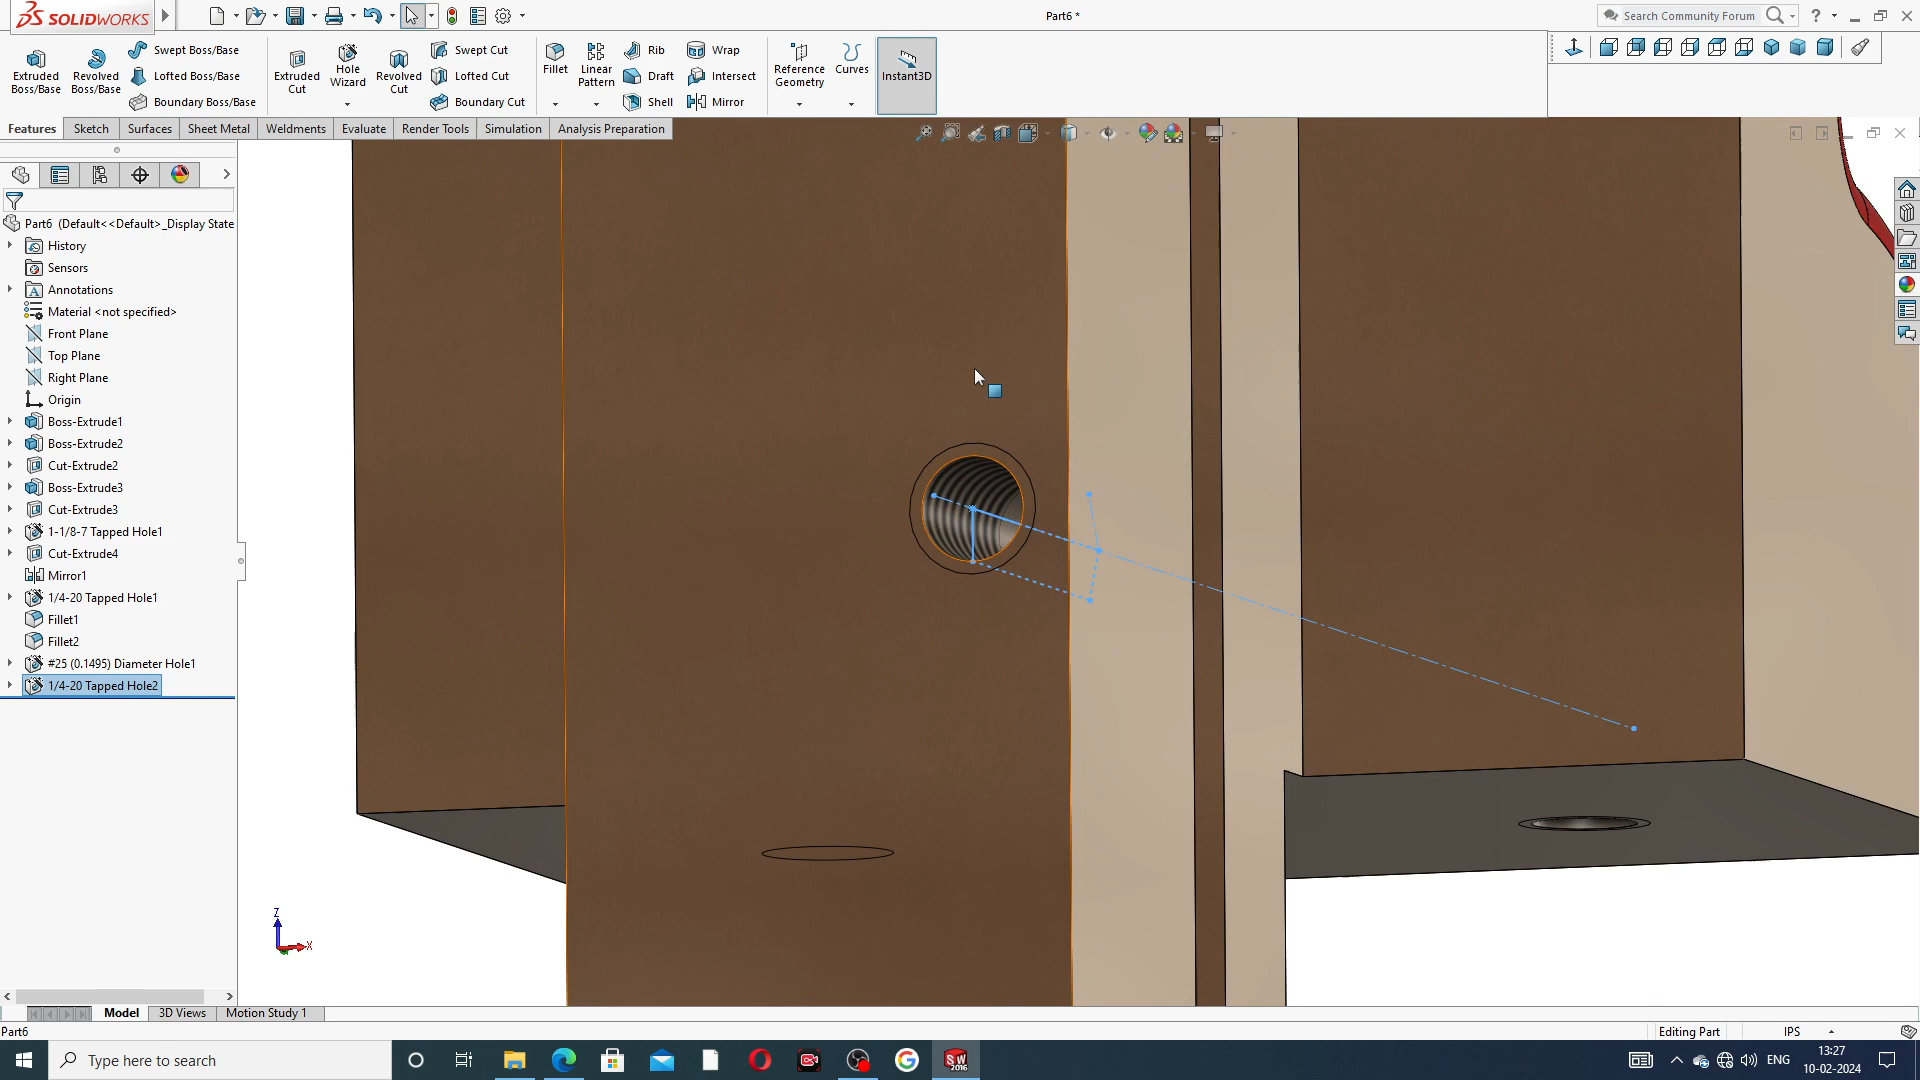 SOLIDWORKS
Part6 *
Search Community Forum
Extruded Boss/Base
Revolved Boss/Base
Swept Boss/Base
Lofted Boss/Base
Boundary Boss/Base
Extruded Cut
Hole Wizard
Revolved Cut
Swept Cut
Lofted Cut
Boundary Cut
Fillet
Linear Pattern
Rib
Draft
Shell
Wrap
Intersect
Mirror
Reference Geometry
Curves
Instant3D
Features
Sketch
Surfaces
Sheet Metal
Weldments
Evaluate
Render Tools
Simulation
Analysis Preparation
Part6 (Default<<Default>_Display State
History
Sensors
Annotations
Material <not specified>
Front Plane
Top Plane
Right Plane
Origin
Boss-Extrude1
Boss-Extrude2
Cut-Extrude2
Boss-Extrude3
Cut-Extrude3
1-1/8-7 Tapped Hole1
Cut-Extrude4
Mirror1
1/4-20 Tapped Hole1
Fillet1
Fillet2
#25 (0.1495) Diameter Hole1
1/4-20 Tapped Hole2
Z
X
Model
3D Views
Motion Study 1
Part6
Editing Part
IPS
Type here to search
SW
2016
ENG
13:27
10-02-2024